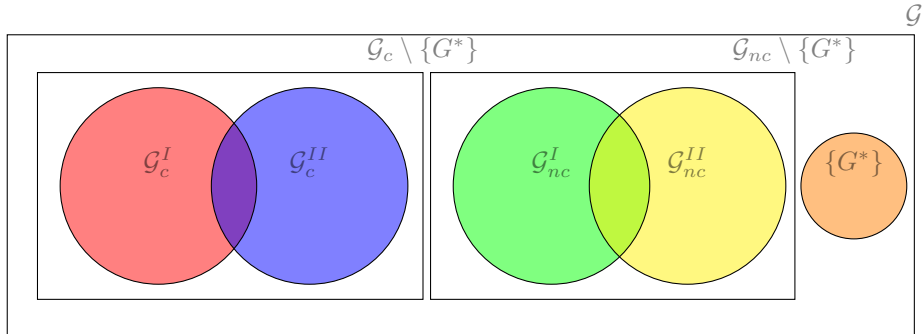 𝒢
𝒢_c \ {G*} 𝒢_nc \ {G*}
𝒢_c^I 𝒢_c^II 𝒢_nc^I 𝒢_nc^II {G*}